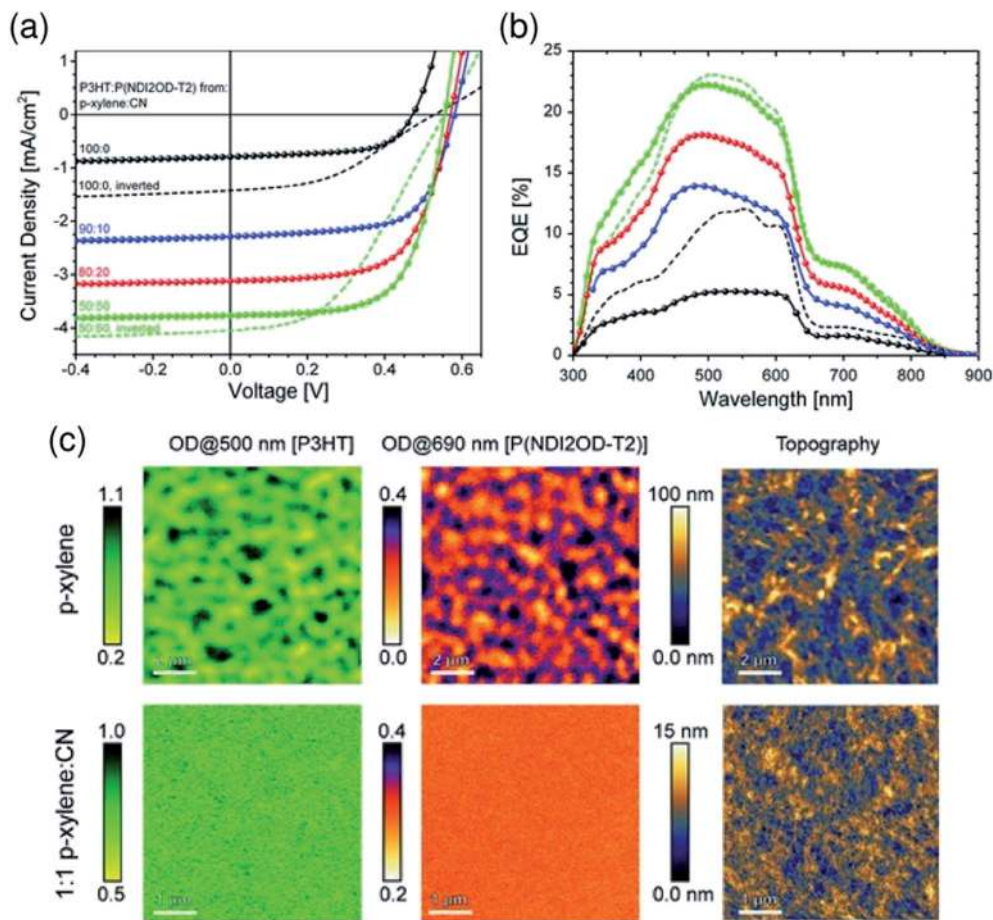 (a)
P3HT:P(NDI2OD-T2) from:
p-xylene:CN
100:0
100:0, inverted
90:10
80:20
50:50
50:50, inverted
1
0
-1
-2
-3
-4
Current Density [mA/cm²]
-0.4
-0.2
0.0
0.2
0.4
0.6
Voltage [V]
(b)
25
20
15
10
5
0
EQE [%]
300
400
500
600
700
800
900
Wavelength [nm]
(c)
OD@500 nm [P3HT]
OD@690 nm [P(NDI2OD-T2)]
Topography
p-xylene
1.1
0.2
0.4
0.0
2 µm
100 nm
0.0 nm
2 µm
1:1 p-xylene:CN
1.0
0.5
1 µm
0.4
0.2
1 µm
15 nm
0.0 nm
1 µm